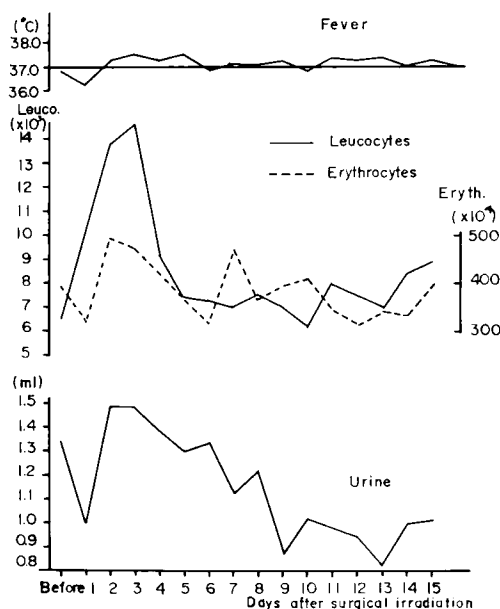 (°C)
Fever
38.0
37.0
36.0
Leuco.
(x10³)
14
13
12
11
10
9
8
7
6
5
Leucocytes
Erythrocytes
Eryth.
(x10⁴)
500
400
300
(ml)
1.5
1.4
1.3
1.2
1.1
1.0
0.9
0.8
Urine
Before 1 2 3 4 5 6 7 8 9 10 11 12 13 14 15
Days after surgical irradiation